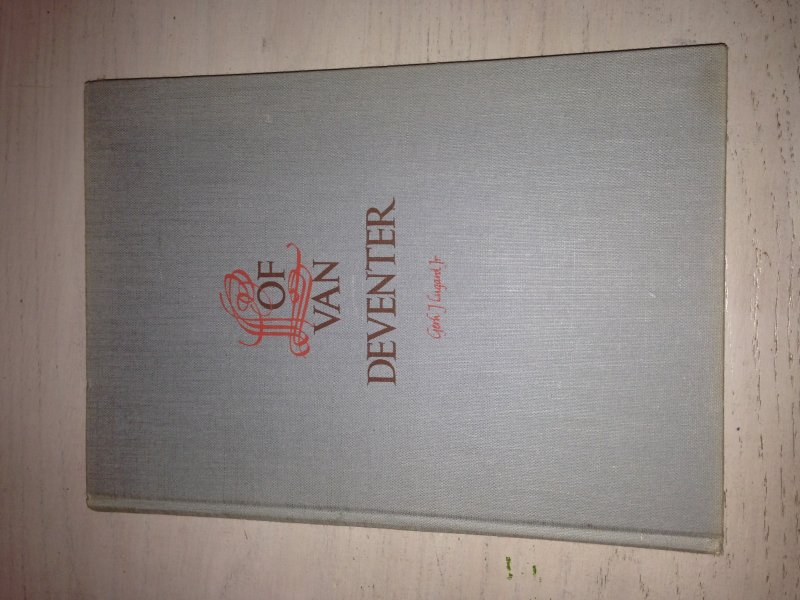 LOF
VAN
DEVENTER
Gerh J Lugard Jr